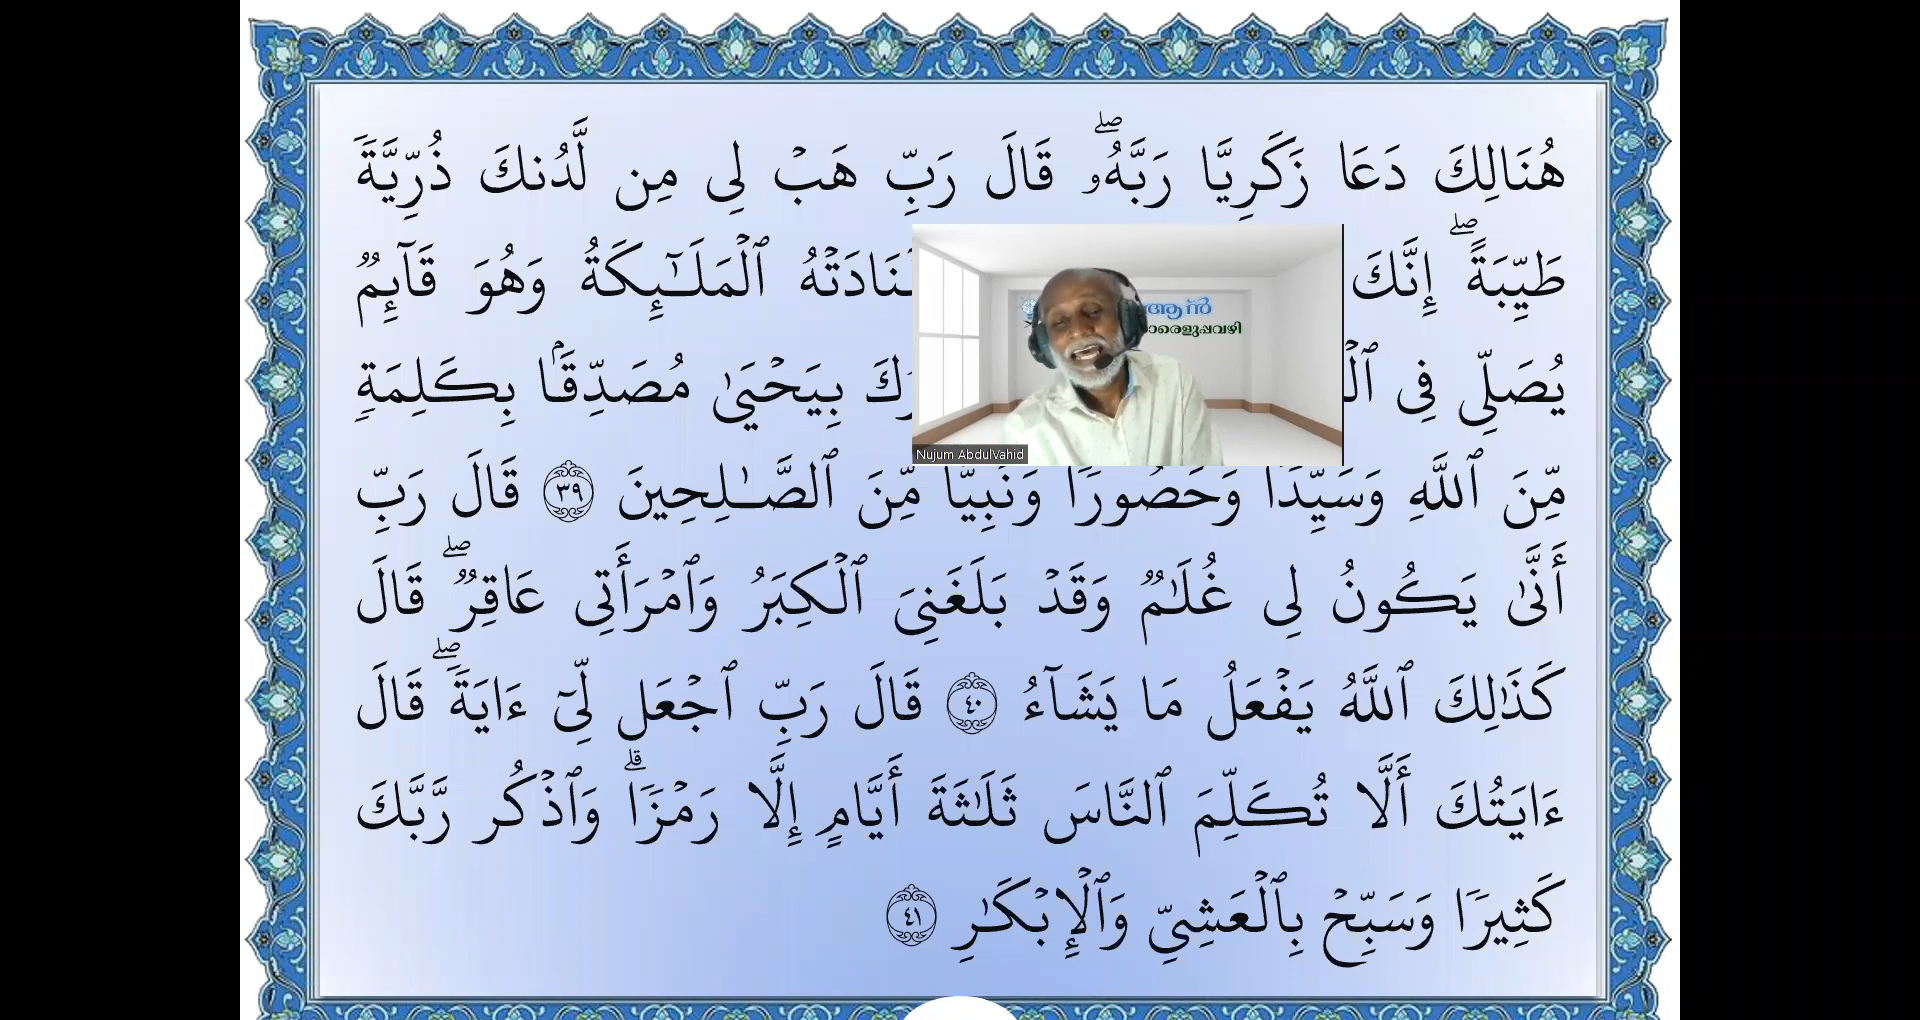 هُنَالِكَ دَعَا زَكَرِيَّا رَبَّهُۥۖ قَالَ رَبِّ هَبۡ لِي مِن لَّدُنكَ ذُرِّيَّةٗ
طَيِّبَةًۖ إِنَّكَ فَنَادَتۡهُ ٱلۡمَلَـٰٓئِكَةُ وَهُوَ قَآئِمٞ
يُصَلِّي فِي بِيَحۡيَىٰ مُصَدِّقَۢا بِكَلِمَةٖ
مِّنَ ٱللَّهِ وَسَيِّدٗا وَحَصُورٗا وَنَبِيّٗا مِّنَ ٱلصَّـٰلِحِينَ ٣٩ قَالَ رَبِّ
أَنَّىٰ يَكُونُ لِي غُلَٰمٞ وَقَدۡ بَلَغَنِيَ ٱلۡكِبَرُ وَٱمۡرَأَتِي عَاقِرٞۖ قَالَ
كَذَٰلِكَ ٱللَّهُ يَفۡعَلُ مَا يَشَآءُ ٤٠ قَالَ رَبِّ ٱجۡعَل لِّيٓ ءَايَةٗۖ قَالَ
ءَايَتُكَ أَلَّا تُكَلِّمَ ٱلنَّاسَ ثَلَٰثَةَ أَيَّامٍ إِلَّا رَمۡزٗاۗ وَٱذۡكُر رَّبَّكَ
كَثِيرٗا وَسَبِّحۡ بِٱلۡعَشِيِّ وَٱلۡإِبۡكَٰرِ ٤١
Nujum AbdulVahid